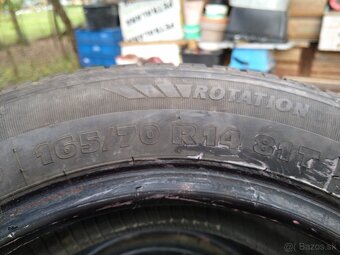 ROTATION
165/70 R14 81T
Bazos.sk